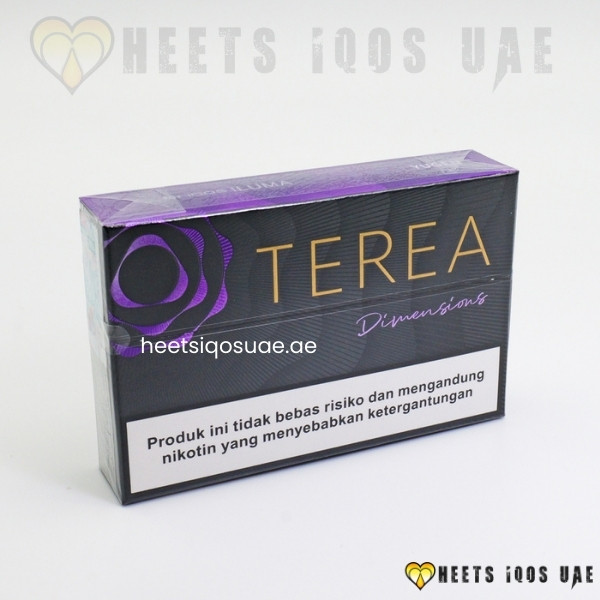 HEETS iQOS UAE
ILUMA
TEREA
Dimensions
heetsiqosuae.ae
Produk ini tidak bebas risiko dan mengandung
nikotin yang menyebabkan ketergantungan
HEETS iQOS UAE